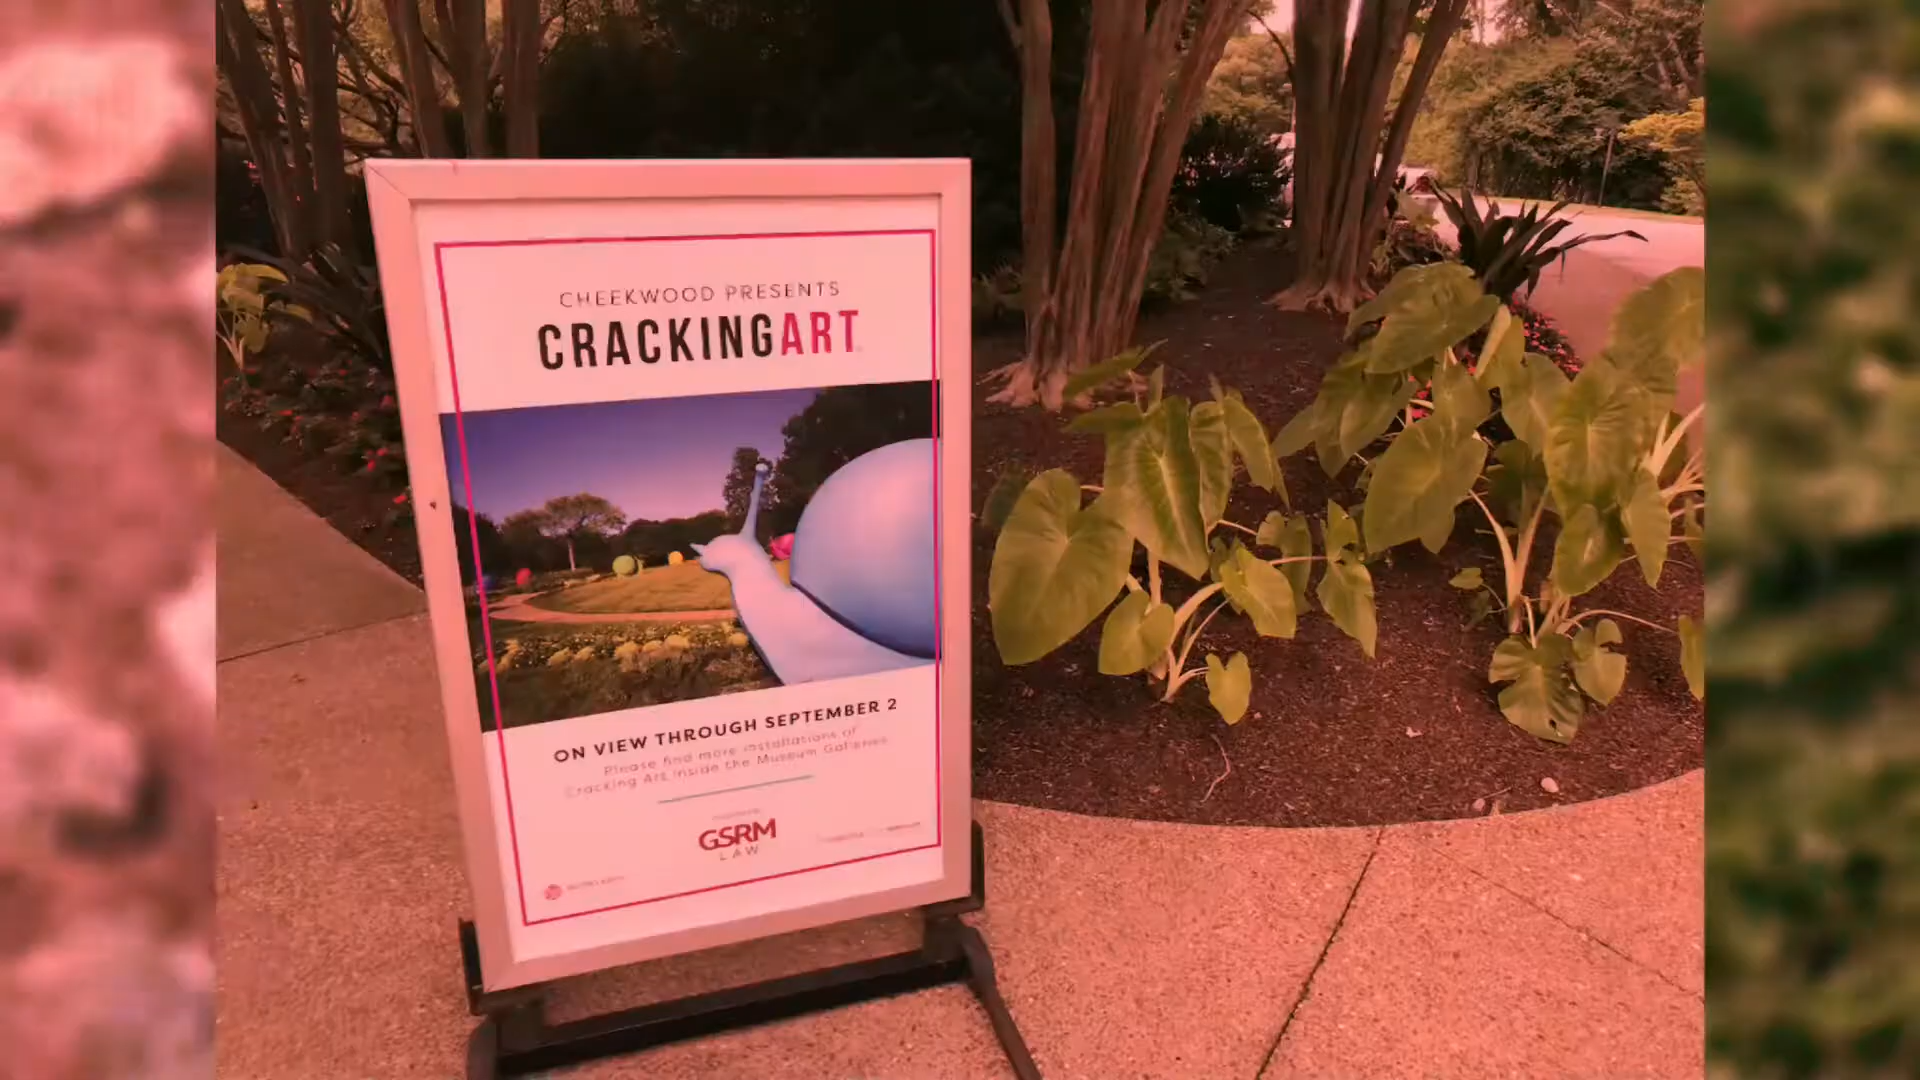 CHEEKWOOD PRESENTS
CRACKINGART
ON VIEW THROUGH SEPTEMBER 2
Please find more installations of
Cracking Art inside the Museum Galleries
GSRM
LAW